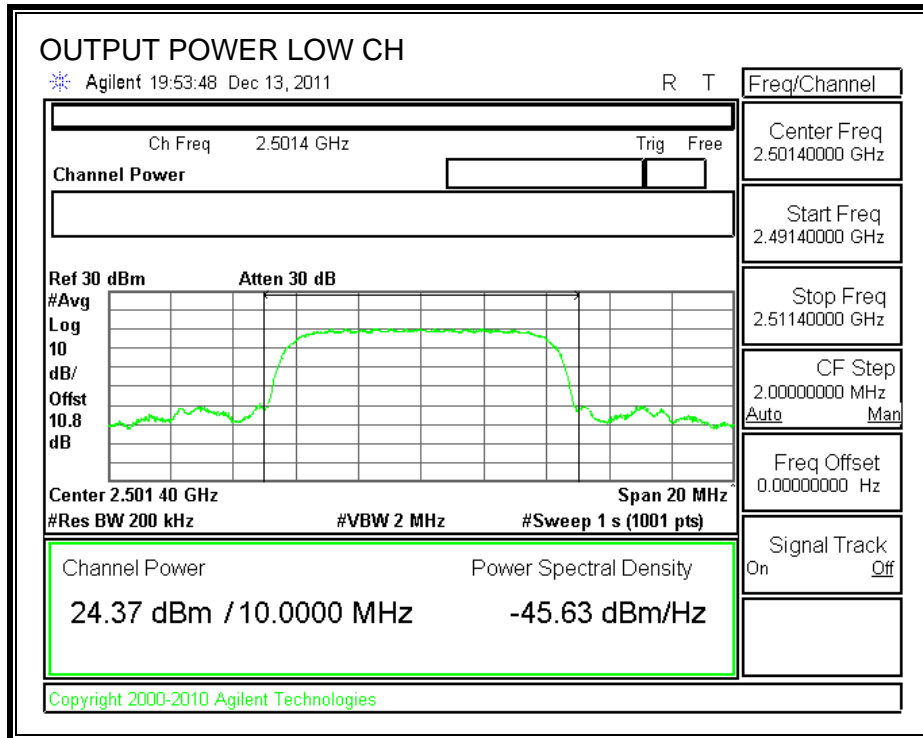 OUTPUT POWER LOW CH
Agilent 19:53:48 Dec 13, 2011 R T
Freq/Channel
Ch Freq 2.5014 GHz Trig Free
Channel Power
Center Freq
2.50140000 GHz
Start Freq
2.49140000 GHz
Stop Freq
2.51140000 GHz
CF Step
2.00000000 MHz
Auto Man
Freq Offset
0.00000000 Hz
Signal Track
On Off
Ref 30 dBm Atten 30 dB
#Avg
Log
10
dB/
Offst
10.8
dB
Center 2.501 40 GHz Span 20 MHz^
#Res BW 200 kHz #VBW 2 MHz #Sweep 1 s (1001 pts)
Channel Power Power Spectral Density
24.37 dBm / 10.0000 MHz -45.63 dBm/Hz
Copyright 2000-2010 Agilent Technologies